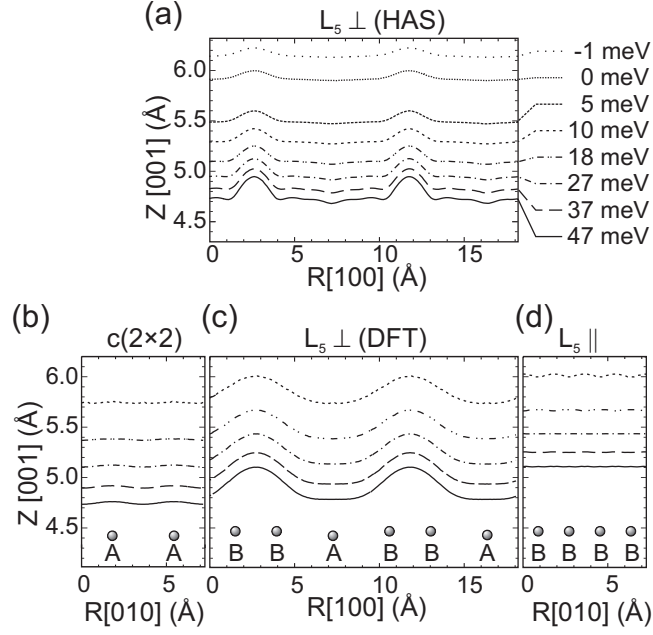 (a)
L₅ ⊥ (HAS)
Z [001] (Å)
6.0
5.5
5.0
4.5
0 5 10 15
R[100] (Å)
-1 meV
0 meV
5 meV
10 meV
18 meV
27 meV
37 meV
47 meV
(b) (c) (d)
c(2×2) L₅ ⊥ (DFT) L₅ ||
Z [001] (Å)
6.0
5.5
5.0
4.5
A A B B A B B A B B B B
0 5 0 5 10 15 0 5
R[010] (Å) R[100] (Å) R[010] (Å)